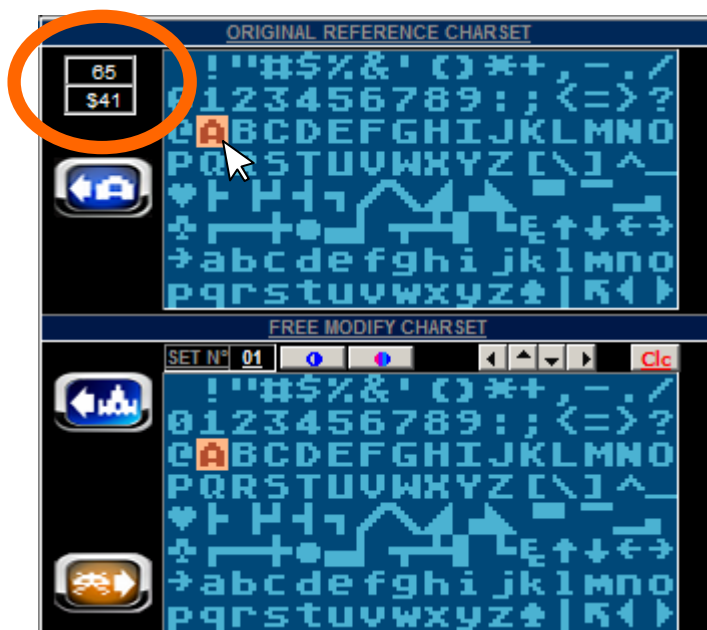 ORIGINAL REFERENCE CHARSET
65
$41
!"#$%&'()*+,-./
0123456789:;<=>?
@ABCDEFGHIJKLMNO
PQRSTUVWXYZ[\]^_
abcdefghijklmno
pqrstuvwxyz♠|
FREE MODIFY CHARSET
SET N° 01
Clc
!"#$%&'()*+,-./
0123456789:;<=>?
@ABCDEFGHIJKLMNO
PQRSTUVWXYZ[\]^_
abcdefghijklmno
pqrstuvwxyz♠|